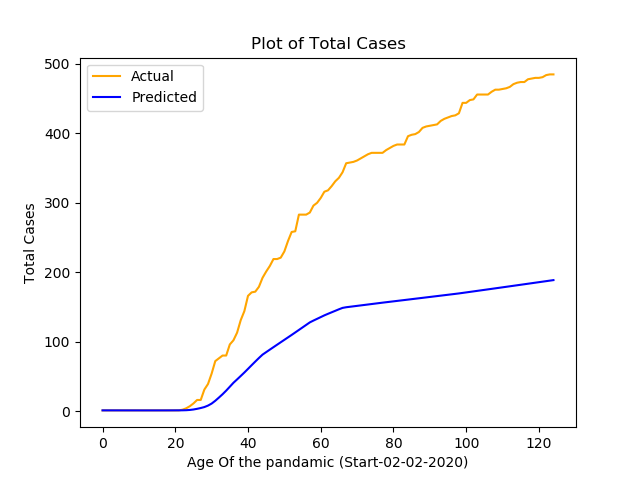 Plot of Total Cases
Actual
Predicted
500
400
300
200
100
0
Total Cases
0 20 40 60 80 100 120
Age Of the pandamic (Start-02-02-2020)